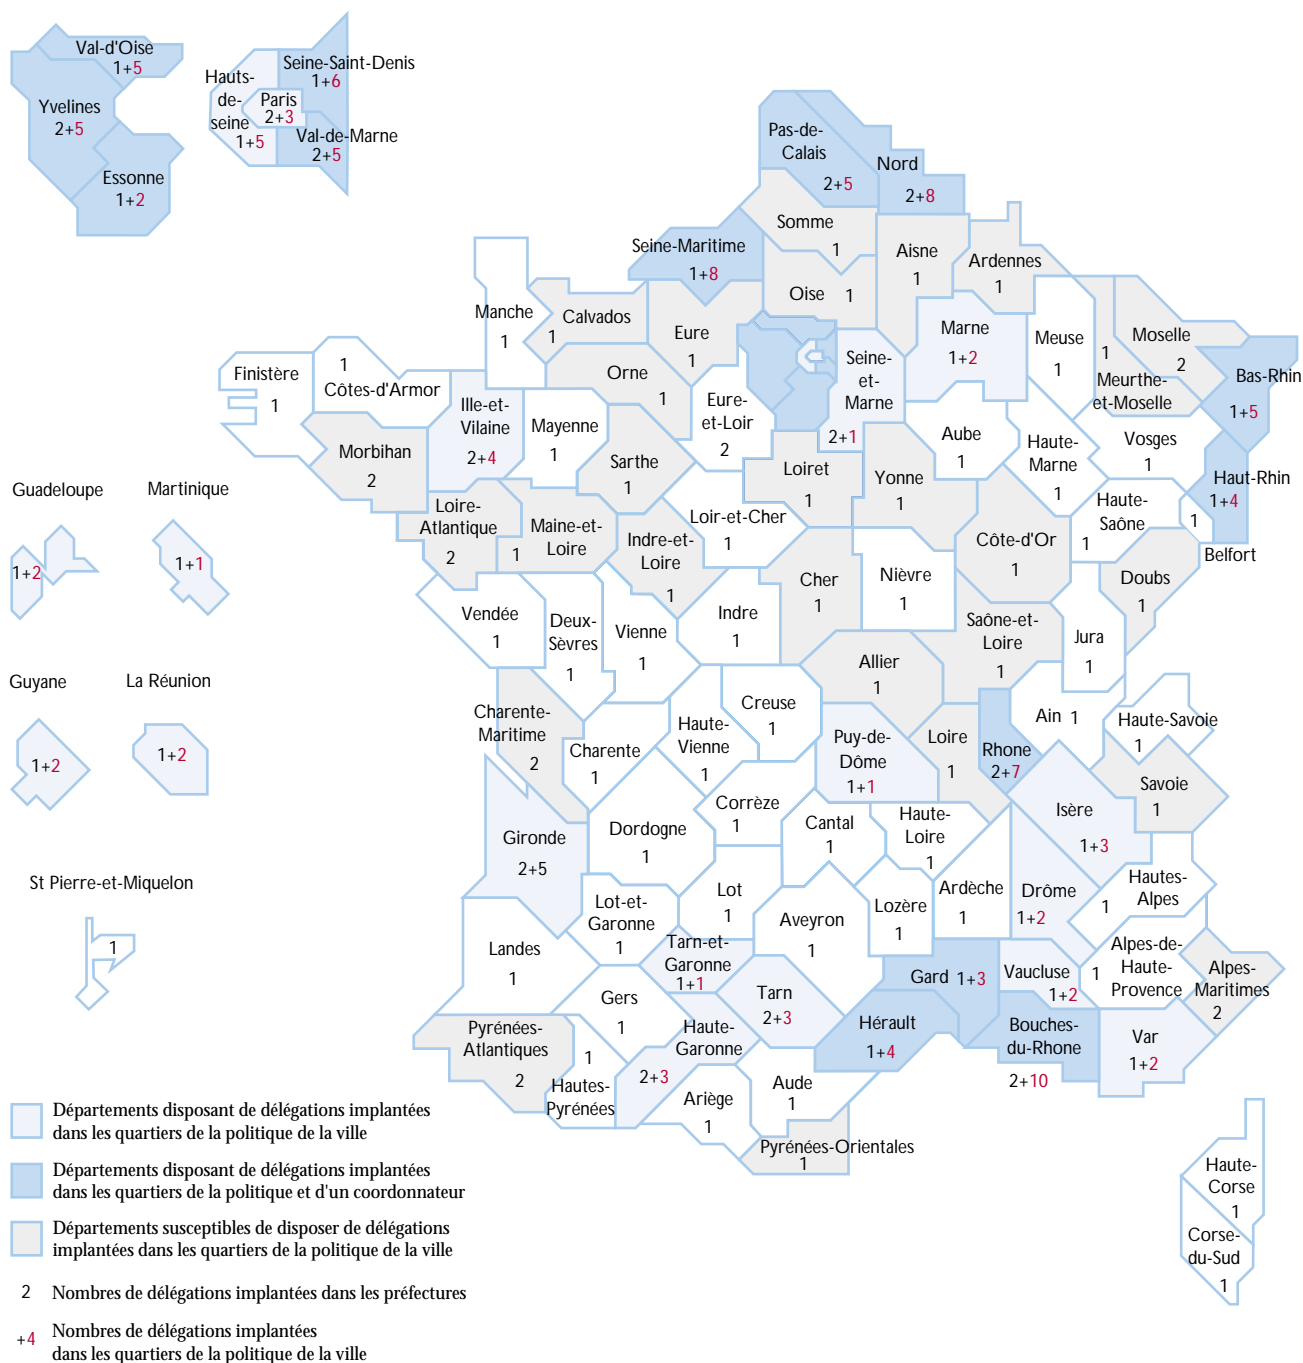 Val-d'Oise
1+5
Yvelines
2+5
Essonne
1+2
Seine-Saint-Denis
1+6
Hauts-
de-
seine
1+5
Paris
2+3
Val-de-Marne
2+5
Pas-de-
Calais
2+5
Nord
2+8
Somme
1
Seine-Maritime
1+8
Aisne
1
Ardennes
1
Oise 1
Manche
1
Calvados
1
Eure
1
Marne
1+2
Meuse
1
Moselle
2
1
Meurthe-
et-Moselle
Bas-Rhin
1+5
Seine-
et-
Marne
2+1
Finistère
1
1
Côtes-d'Armor
Orne
1
Ille-et-
Vilaine
2+4
Mayenne
1
Eure-
et-Loir
2
Aube
1
Haute-
Marne
1
Vosges
1
Morbihan
2
Sarthe
1
Loiret
1
Yonne
1
Haut-Rhin
1+4
Guadeloupe
1+2
Martinique
1+1
Loire-
Atlantique
2
Maine-et-
Loire
1
Loir-et-Cher
1
Indre-et-
Loire
1
Haute-
Saône
1
1
Belfort
Côte-d'Or
1
Doubs
1
Cher
1
Nièvre
1
Vendée
1
Deux-
Sèvres
1
Vienne
1
Indre
1
Saône-et-
Loire
1
Jura
1
Guyane
1+2
La Réunion
1+2
Allier
1
Charente-
Maritime
2
Charente
1
Haute-
Vienne
1
Creuse
1
Puy-de-
Dôme
1+1
Loire
1
Rhone
2+7
Ain 1
Haute-Savoie
1
Savoie
1
Isère
1+3
Corrèze
1
Cantal
1
Haute-
Loire
1
Gironde
2+5
Dordogne
1
St Pierre-et-Miquelon
1
Lot-et-
Garonne
1
Lot
1
Aveyron
1
Lozère
1
Ardèche
1
Drôme
1+2
Hautes-
Alpes
1
Landes
1
Tarn-et-
Garonne
1+1
Gers
1
Tarn
2+3
Gard 1+3
Vaucluse
1+2
Alpes-de-
Haute-
Provence
1
Alpes-
Maritimes
2
Pyrénées-
Atlantiques
2
1
Hautes-
Pyrénées
Haute-
Garonne
2+3
Hérault
1+4
Bouches-
du-Rhone
2+10
Var
1+2
Ariège
1
Aude
1
Pyrénées-Orientales
1
Haute-
Corse
1
Corse-
du-Sud
1
Départements disposant de délégations implantées
dans les quartiers de la politique de la ville
Départements disposant de délégations implantées
dans les quartiers de la politique et d'un coordonnateur
Départements susceptibles de disposer de délégations
implantées dans les quartiers de la politique de la ville
2 Nombres de délégations implantées dans les préfectures
+4 Nombres de délégations implantées
dans les quartiers de la politique de la ville